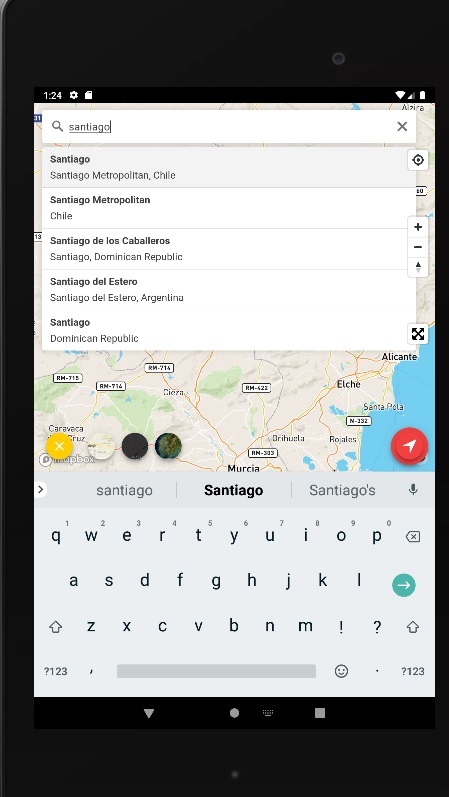 1:24
Alzira
31
santiago
Santiago
Santiago Metropolitan, Chile
Santiago Metropolitan
Chile
Santiago de los Caballeros
Santiago, Dominican Republic
Santiago del Estero
Santiago del Estero, Argentina
Santiago
Dominican Republic
Alicante
RM-714
RM-715
RM-714
Cieza
RM-422
Elche
Santa Pola
N-332
Caravaca
Cruz
Orihuela
Rojales
RM-303
mapbox
Murcia
santiago
Santiago
Santiago's
1 2 3 4 5 6 7 8 9 0
q w e r t y u i o p
a s d f g h j k l
z x c v b n m ! ?
?123 , . ?123